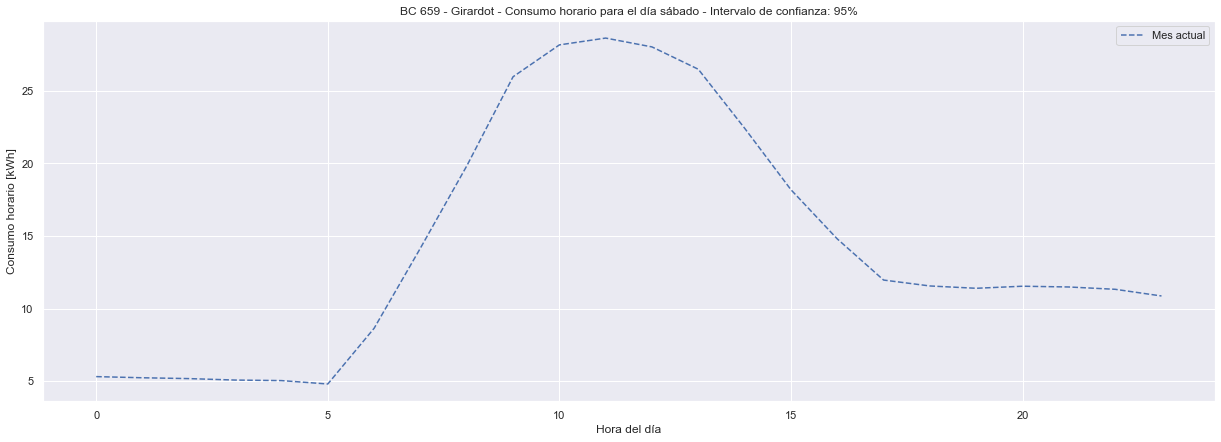 BC 659 - Girardot - Consumo horario para el día sábado - Intervalo de confianza: 95%
Mes actual
Consumo horario [kWh]
25
20
15
10
5
0 5 10 15 20
Hora del día